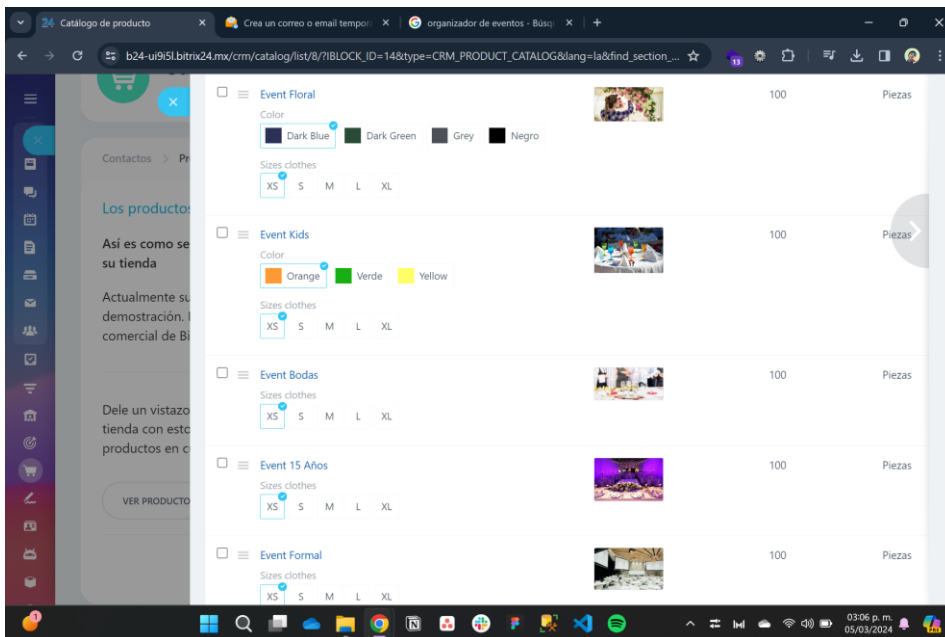 24 Catálogo de producto
Crea un correo o email tempor
organizador de eventos - Búsq
b24-ui9i5l.bitrix24.mx/crm/catalog/list/8/?IBLOCK_ID=14&type=CRM_PRODUCT_CATALOG&lang=la&find_section_...
13
Contactos > Pr
Los productos
Así es como se
su tienda
Actualmente su
demostración.
comercial de Bi
Dele un vistazo
tienda con esto
productos en c
VER PRODUCTO
Event Floral
100
Piezas
Color
Dark Blue
Dark Green
Grey
Negro
Sizes clothes
XS S M L XL
Event Kids
100
Piezas
Color
Orange
Verde
Yellow
Sizes clothes
XS S M L XL
Event Bodas
100
Piezas
Sizes clothes
XS S M L XL
Event 15 Años
100
Piezas
Sizes clothes
XS S M L XL
Event Formal
100
Piezas
Sizes clothes
XS S M L XL
1
03:06 p. m.
05/03/2024